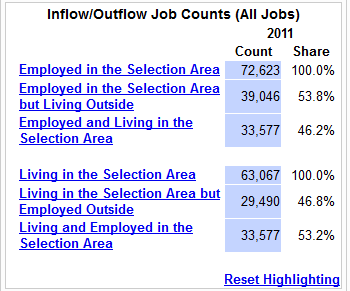 Inflow/Outflow Job Counts (All Jobs)
2011
Count Share
Employed in the Selection Area 72,623 100.0%
Employed in the Selection Area
but Living Outside 39,046 53.8%
Employed and Living in the
Selection Area 33,577 46.2%
Living in the Selection Area 63,067 100.0%
Living in the Selection Area but
Employed Outside 29,490 46.8%
Living and Employed in the
Selection Area 33,577 53.2%
Reset Highlighting